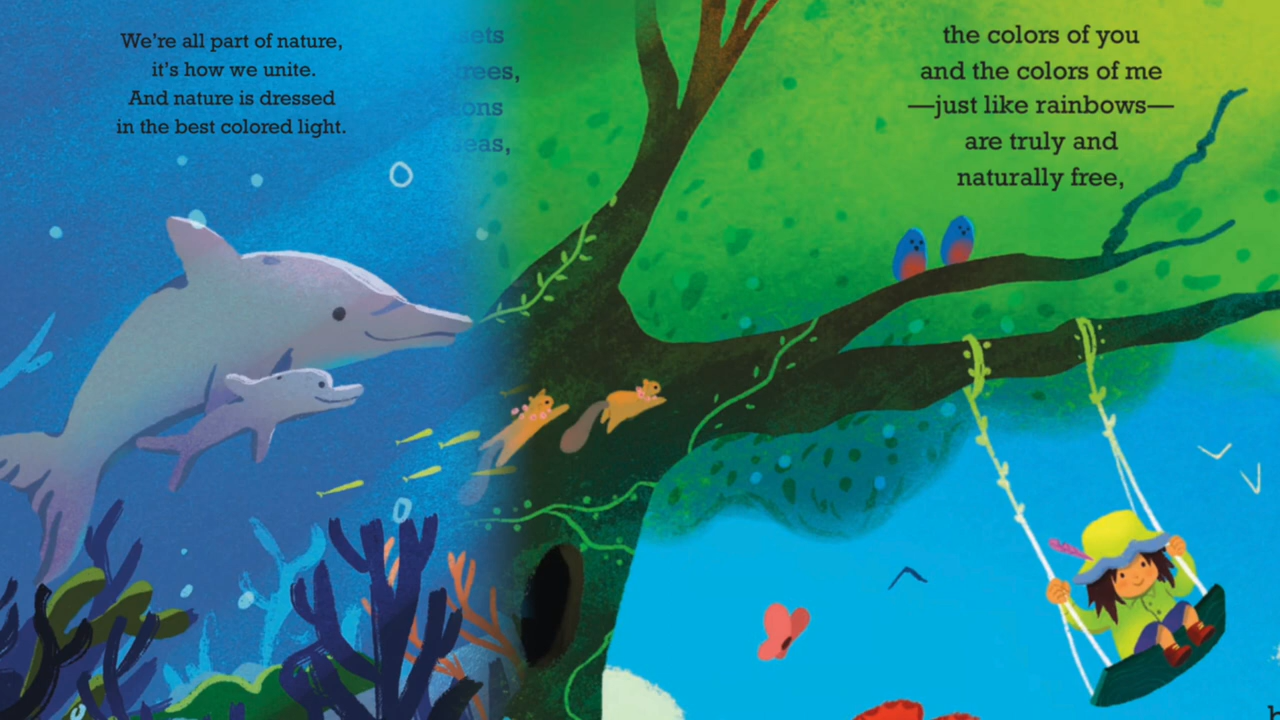 We're all part of nature,
it's how we unite.
And nature is dressed
in the best colored light.
the colors of you
and the colors of me
—just like rainbows—
are truly and
naturally free,